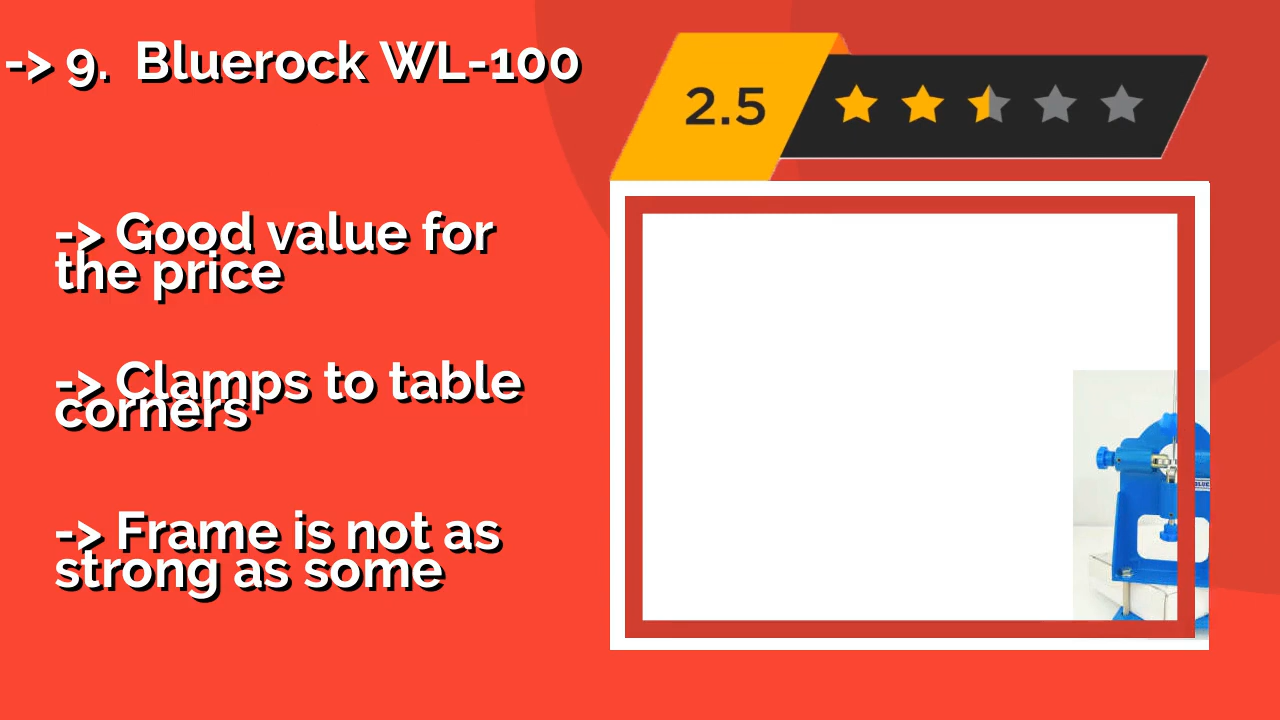 -> 9. Bluerock WL-100
2.5
-> Good value for
the price
-> Clamps to table
corners
-> Frame is not as
strong as some